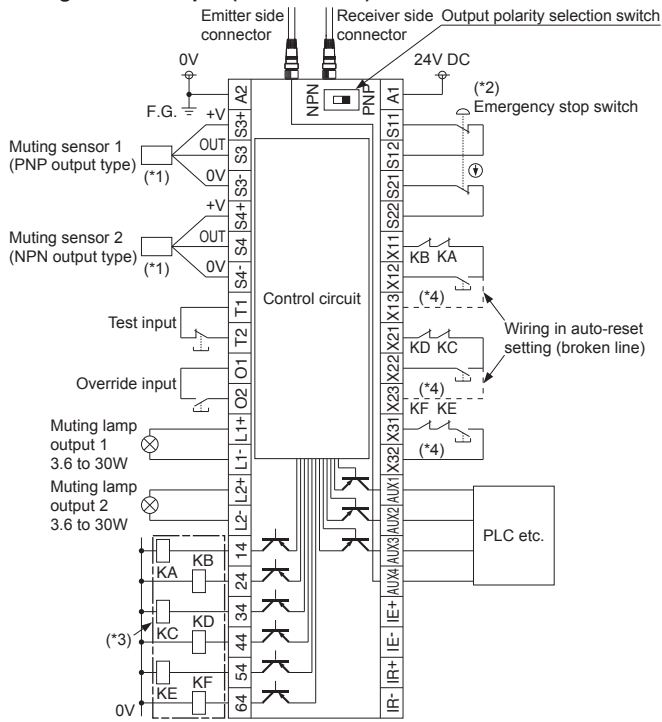 Emitter side connector
Receiver side connector
Output polarity selection switch
0V
24V DC
F.G.
A2
NPN
PNP
A1
(*2)
Emergency stop switch
Muting sensor 1
(PNP output type)
(*1)
+V
OUT
0V
S3+
S3
S3-
Muting sensor 2
(NPN output type)
(*1)
+V
OUT
0V
S4+
S4
S4-
Test input
T1
T2
Override input
O1
O2
Muting lamp
output 1
3.6 to 30W
L1+
L1-
Muting lamp
output 2
3.6 to 30W
L2+
L2-
Control circuit
S11
S12
S21
S22
X11
X12
X13
KB KA
(*4)
X21
X22
X23
KD KC
(*4)
Wiring in auto-reset
setting (broken line)
X31
X32
KF KE
(*4)
AUX1
AUX2
AUX3
AUX4
PLC etc.
IE+
IE-
IR+
IR-
14
24
34
44
54
64
KA
KB
KC
KD
KE
KF
(*3)
0V